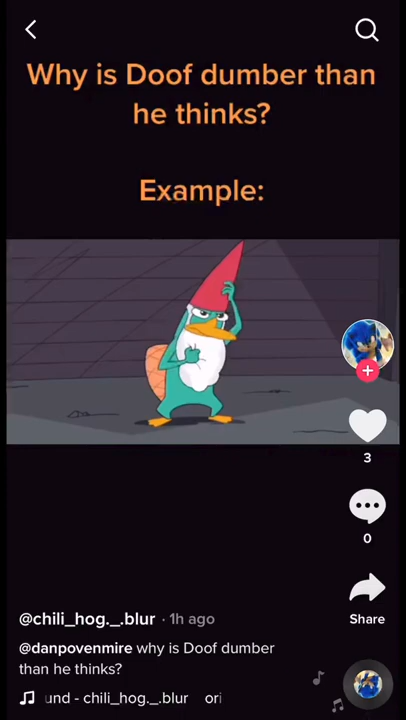 Why is Doof dumber than
he thinks?
Example:
3
0
Share
@chili_hog._.blur · 1h ago
@danpovenmire why is Doof dumber
than he thinks?
und - chili_hog._.blur ori